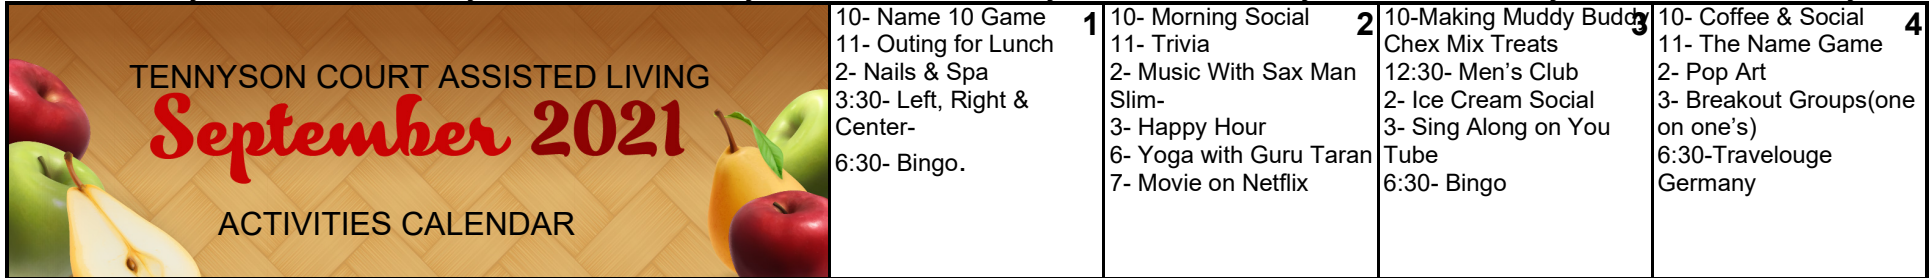 TENNYSON COURT ASSISTED LIVING
September 2021
ACTIVITIES CALENDAR
1
10- Name 10 Game
11- Outing for Lunch
2- Nails & Spa
3:30- Left, Right &
Center-
6:30- Bingo.
2
10- Morning Social
11- Trivia
2- Music With Sax Man
Slim-
3- Happy Hour
6- Yoga with Guru Taran
7- Movie on Netflix
3
10-Making Muddy Buddy
Chex Mix Treats
12:30- Men’s Club
2- Ice Cream Social
3- Sing Along on You
Tube
6:30- Bingo
4
10- Coffee & Social
11- The Name Game
2- Pop Art
3- Breakout Groups(one
on one’s)
6:30-Travelouge
Germany